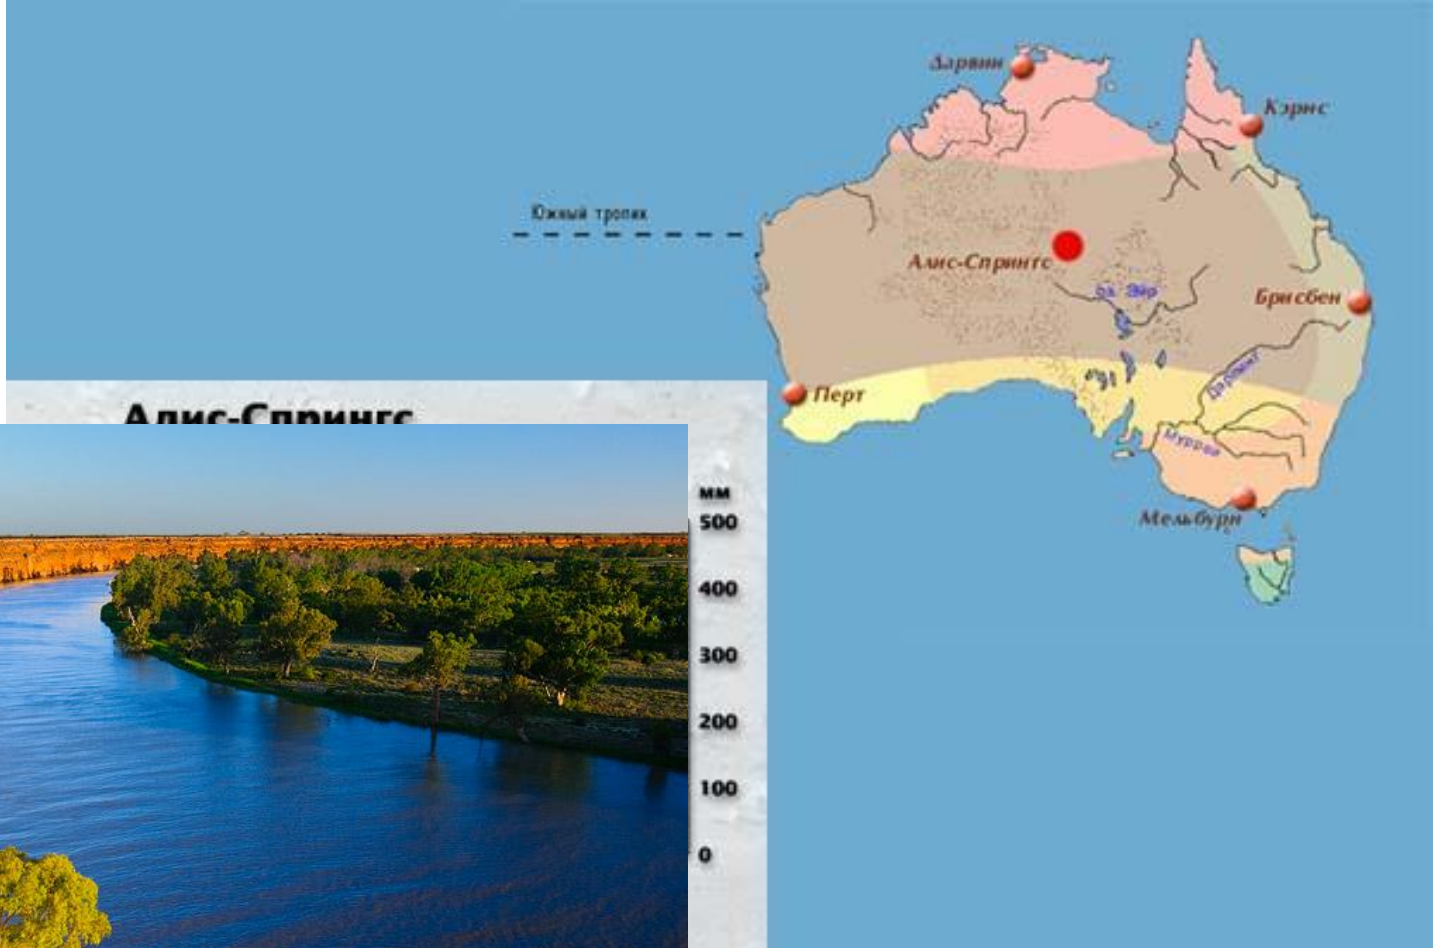 Дарвин
Кэрнс
Южный тропик
Алис-Спрингс
оз. Эйр
Брисбен
Дарлинг
Перт
Муррей
Мельбурн
Алис-Спрингс
мм
500
400
300
200
100
0